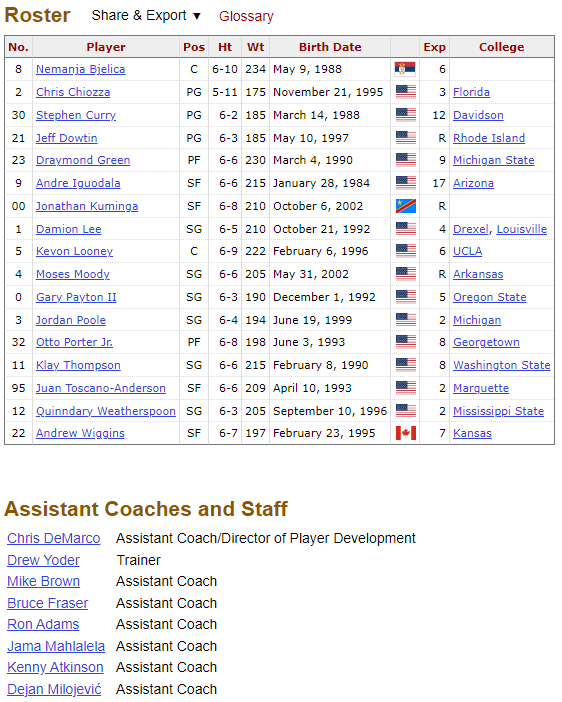 Roster Share & Export ▼ Glossary
No. Player Pos Ht Wt Birth Date Exp College
8 Nemanja Bjelica C 6-10 234 May 9, 1988 6
2 Chris Chiozza PG 5-11 175 November 21, 1995 3 Florida
30 Stephen Curry PG 6-2 185 March 14, 1988 12 Davidson
21 Jeff Dowtin PG 6-3 185 May 10, 1997 R Rhode Island
23 Draymond Green PF 6-6 230 March 4, 1990 9 Michigan State
9 Andre Iguodala SF 6-6 215 January 28, 1984 17 Arizona
00 Jonathan Kuminga SF 6-8 210 October 6, 2002 R
1 Damion Lee SG 6-5 210 October 21, 1992 4 Drexel, Louisville
5 Kevon Looney C 6-9 222 February 6, 1996 6 UCLA
4 Moses Moody SG 6-6 205 May 31, 2002 R Arkansas
0 Gary Payton II SG 6-3 190 December 1, 1992 5 Oregon State
3 Jordan Poole SG 6-4 194 June 19, 1999 2 Michigan
32 Otto Porter Jr. PF 6-8 198 June 3, 1993 8 Georgetown
11 Klay Thompson SG 6-6 215 February 8, 1990 8 Washington State
95 Juan Toscano-Anderson SF 6-6 209 April 10, 1993 2 Marquette
12 Quinndary Weatherspoon SG 6-3 205 September 10, 1996 2 Mississippi State
22 Andrew Wiggins SF 6-7 197 February 23, 1995 7 Kansas
Assistant Coaches and Staff
Chris DeMarco Assistant Coach/Director of Player Development
Drew Yoder Trainer
Mike Brown Assistant Coach
Bruce Fraser Assistant Coach
Ron Adams Assistant Coach
Jama Mahlalela Assistant Coach
Kenny Atkinson Assistant Coach
Dejan Milojević Assistant Coach